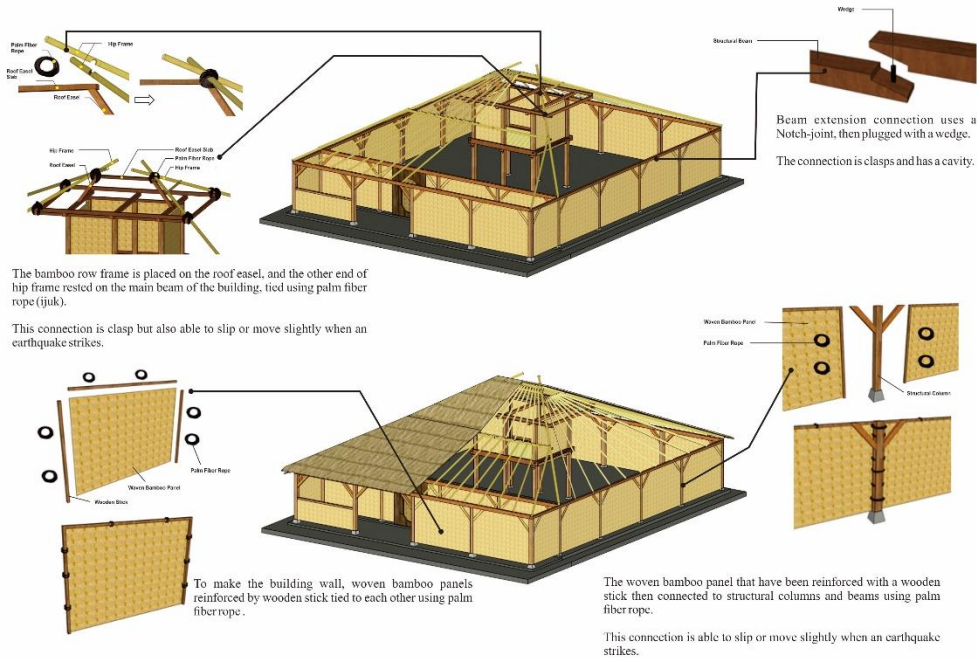 Palm Fiber
Rope
Hip Frame
Roof Easel
Slab
Roof Easel
Hip Frame
Roof Easel
Roof Easel Slab
Palm Fiber Rope
Hip Frame
The bamboo row frame is placed on the roof easel, and the other end of
hip frame rested on the main beam of the building, tied using palm fiber
rope (ijuk).
This connection is clasp but also able to slip or move slightly when an
earthquake strikes.
Wedge
Structural Beam
Beam extension connection uses a
Notch-joint, then plugged with a wedge.
The connection is clasps and has a cavity.
Palm Fiber Rope
Woven Bamboo Panel
Wooden Stick
To make the building wall, woven bamboo panels
reinforced by wooden stick tied to each other using palm
fiber rope .
Woven Bamboo Panel
Palm Fiber Rope
Structural Column
The woven bamboo panel that have been reinforced with a wooden
stick then connected to structural columns and beams using palm
fiber rope.
This connection is able to slip or move slightly when an earthquake
strikes.